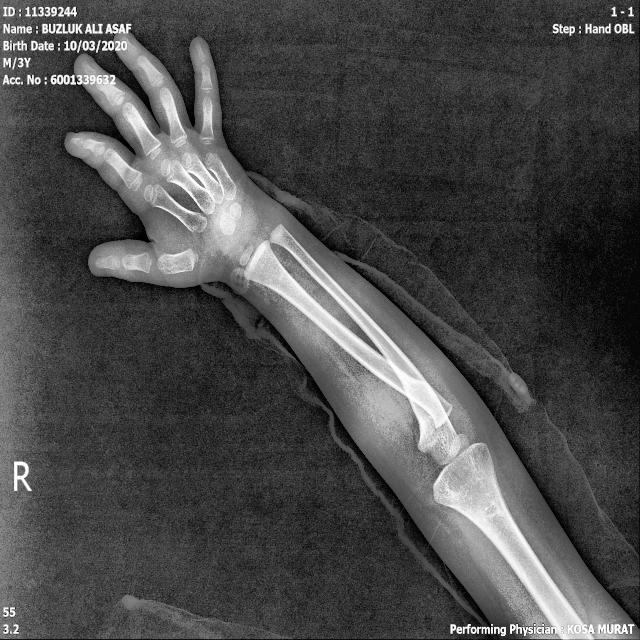 ID : 11339244
Name : BUZLUK ALI ASAF
Birth Date : 10/03/2020
M/3Y
Acc. No : 6001339632
1 - 1
Step : Hand OBL
R
55
3.2
Performing Physician : KOSA MURAT